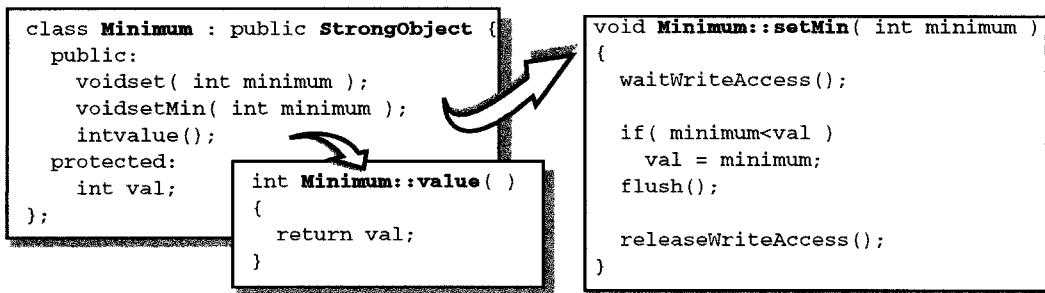 class Minimum : public StrongObject {
  public:
    voidset( int minimum );
    voidsetMin( int minimum );
    intvalue();
  protected:
    int val;
};
int Minimum::value( )
{
  return val;
}
void Minimum::setMin( int minimum )
{
  waitWriteAccess();
  if( minimum<val )
    val = minimum;
  flush();
  releaseWriteAccess();
}